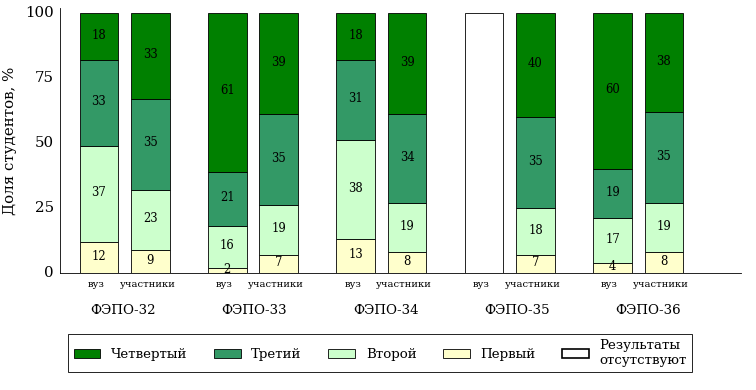 100
75
50
25
0
Доля студентов, %
18 33 61 39 18 39 40 60 38
33 35 21 35 31 34 35 19 35
37 23 16 19 38 19 18 17 19
12 9 2 7 13 8 7 4 8
вуз участники вуз участники вуз участники вуз участники вуз участники
ФЭПО-32 ФЭПО-33 ФЭПО-34 ФЭПО-35 ФЭПО-36
Четвертый Третий Второй Первый Результаты
отсутствуют